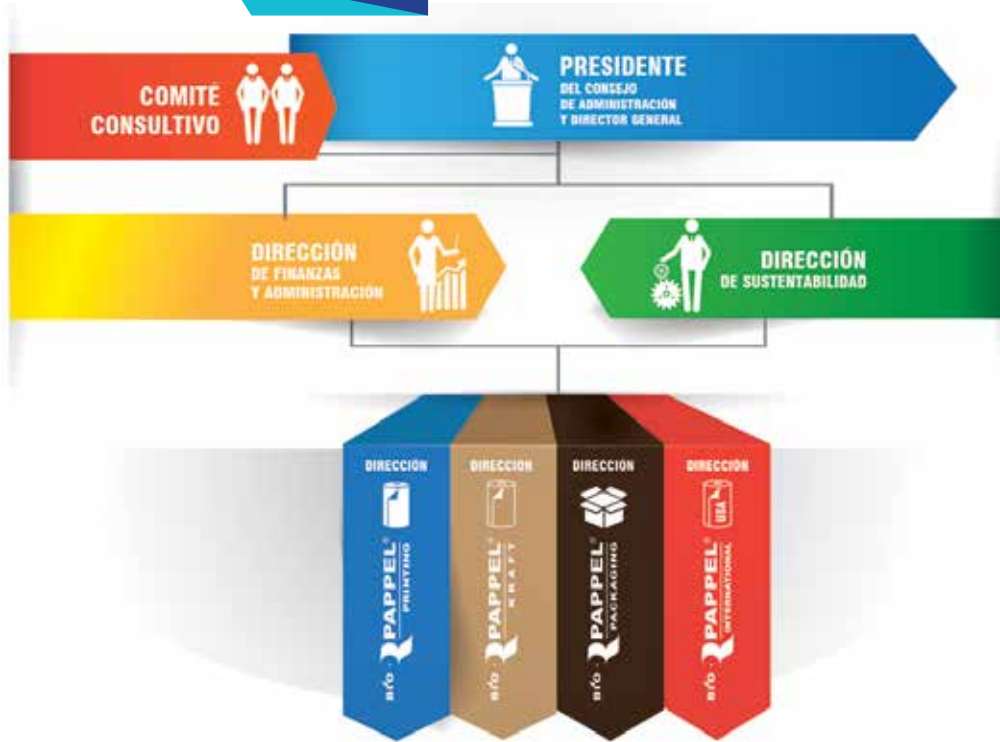 COMITÉ
CONSULTIVO
PRESIDENTE
DEL CONSEJO
DE ADMINISTRACIÓN
Y DIRECTOR GENERAL
DIRECCIÓN
DE FINANZAS
Y ADMINISTRACIÓN
DIRECCIÓN
DE SUSTENTABILIDAD
DIRECCIÓN
BIO · PAPPEL®
PRINTING
DIRECCIÓN
BIO · PAPPEL®
KRAFT
DIRECCIÓN
BIO · PAPPEL®
PACKAGING
DIRECCIÓN
USA
BIO · PAPPEL®
INTERNATIONAL